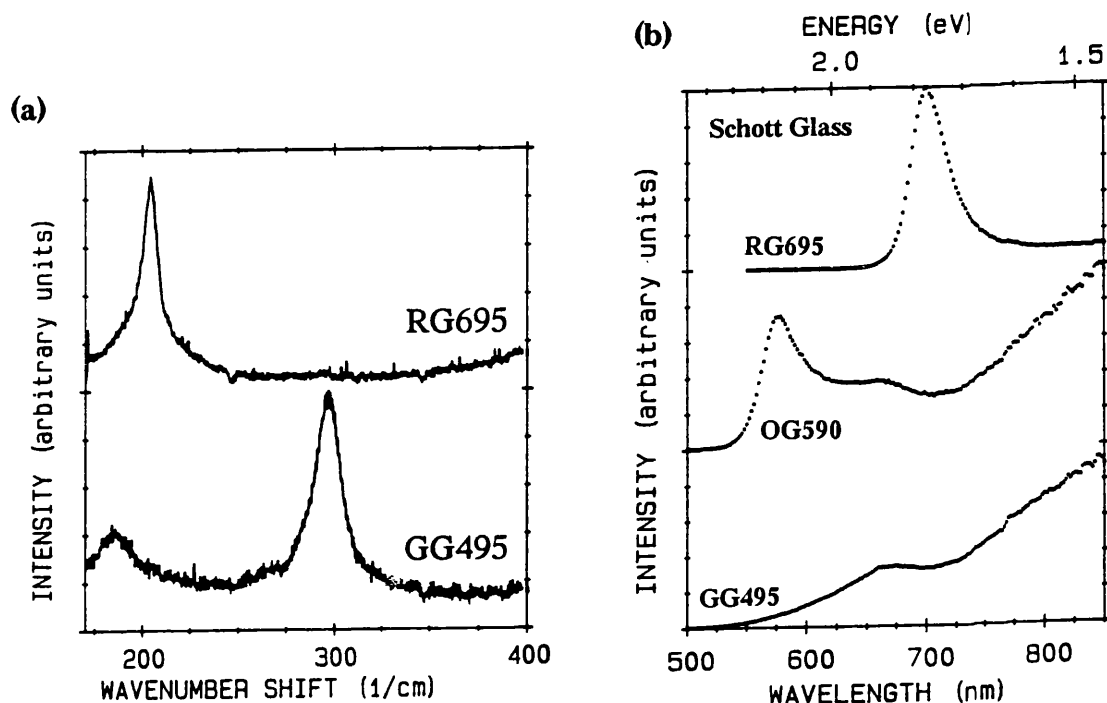 (a)
INTENSITY (arbitrary units)
RG695
GG495
200 300 400
WAVENUMBER SHIFT (1/cm)
(b)
ENERGY (eV)
2.0 1.5
Schott Glass
INTENSITY (arbitrary units)
RG695
OG590
GG495
500 600 700 800
WAVELENGTH (nm)